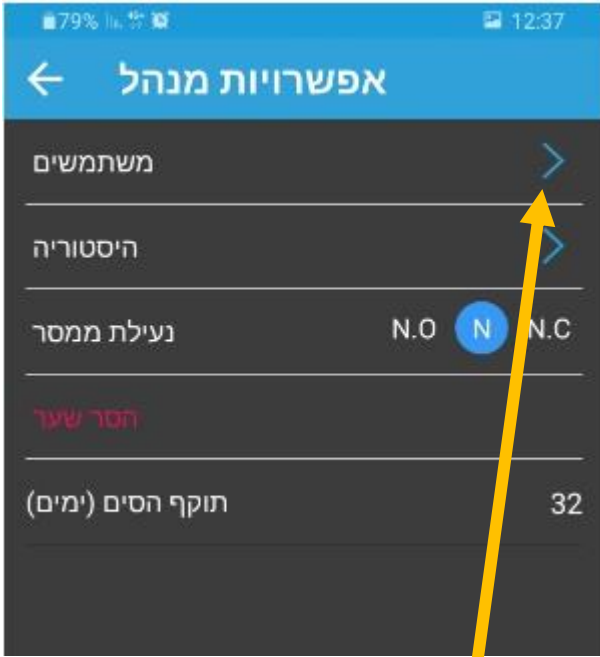 79% 12:37
אפשרויות מנהל
משתמשים
היסטוריה
נעילת ממסר N.O N N.C
הסר שער
תוקף הסים (ימים) 32